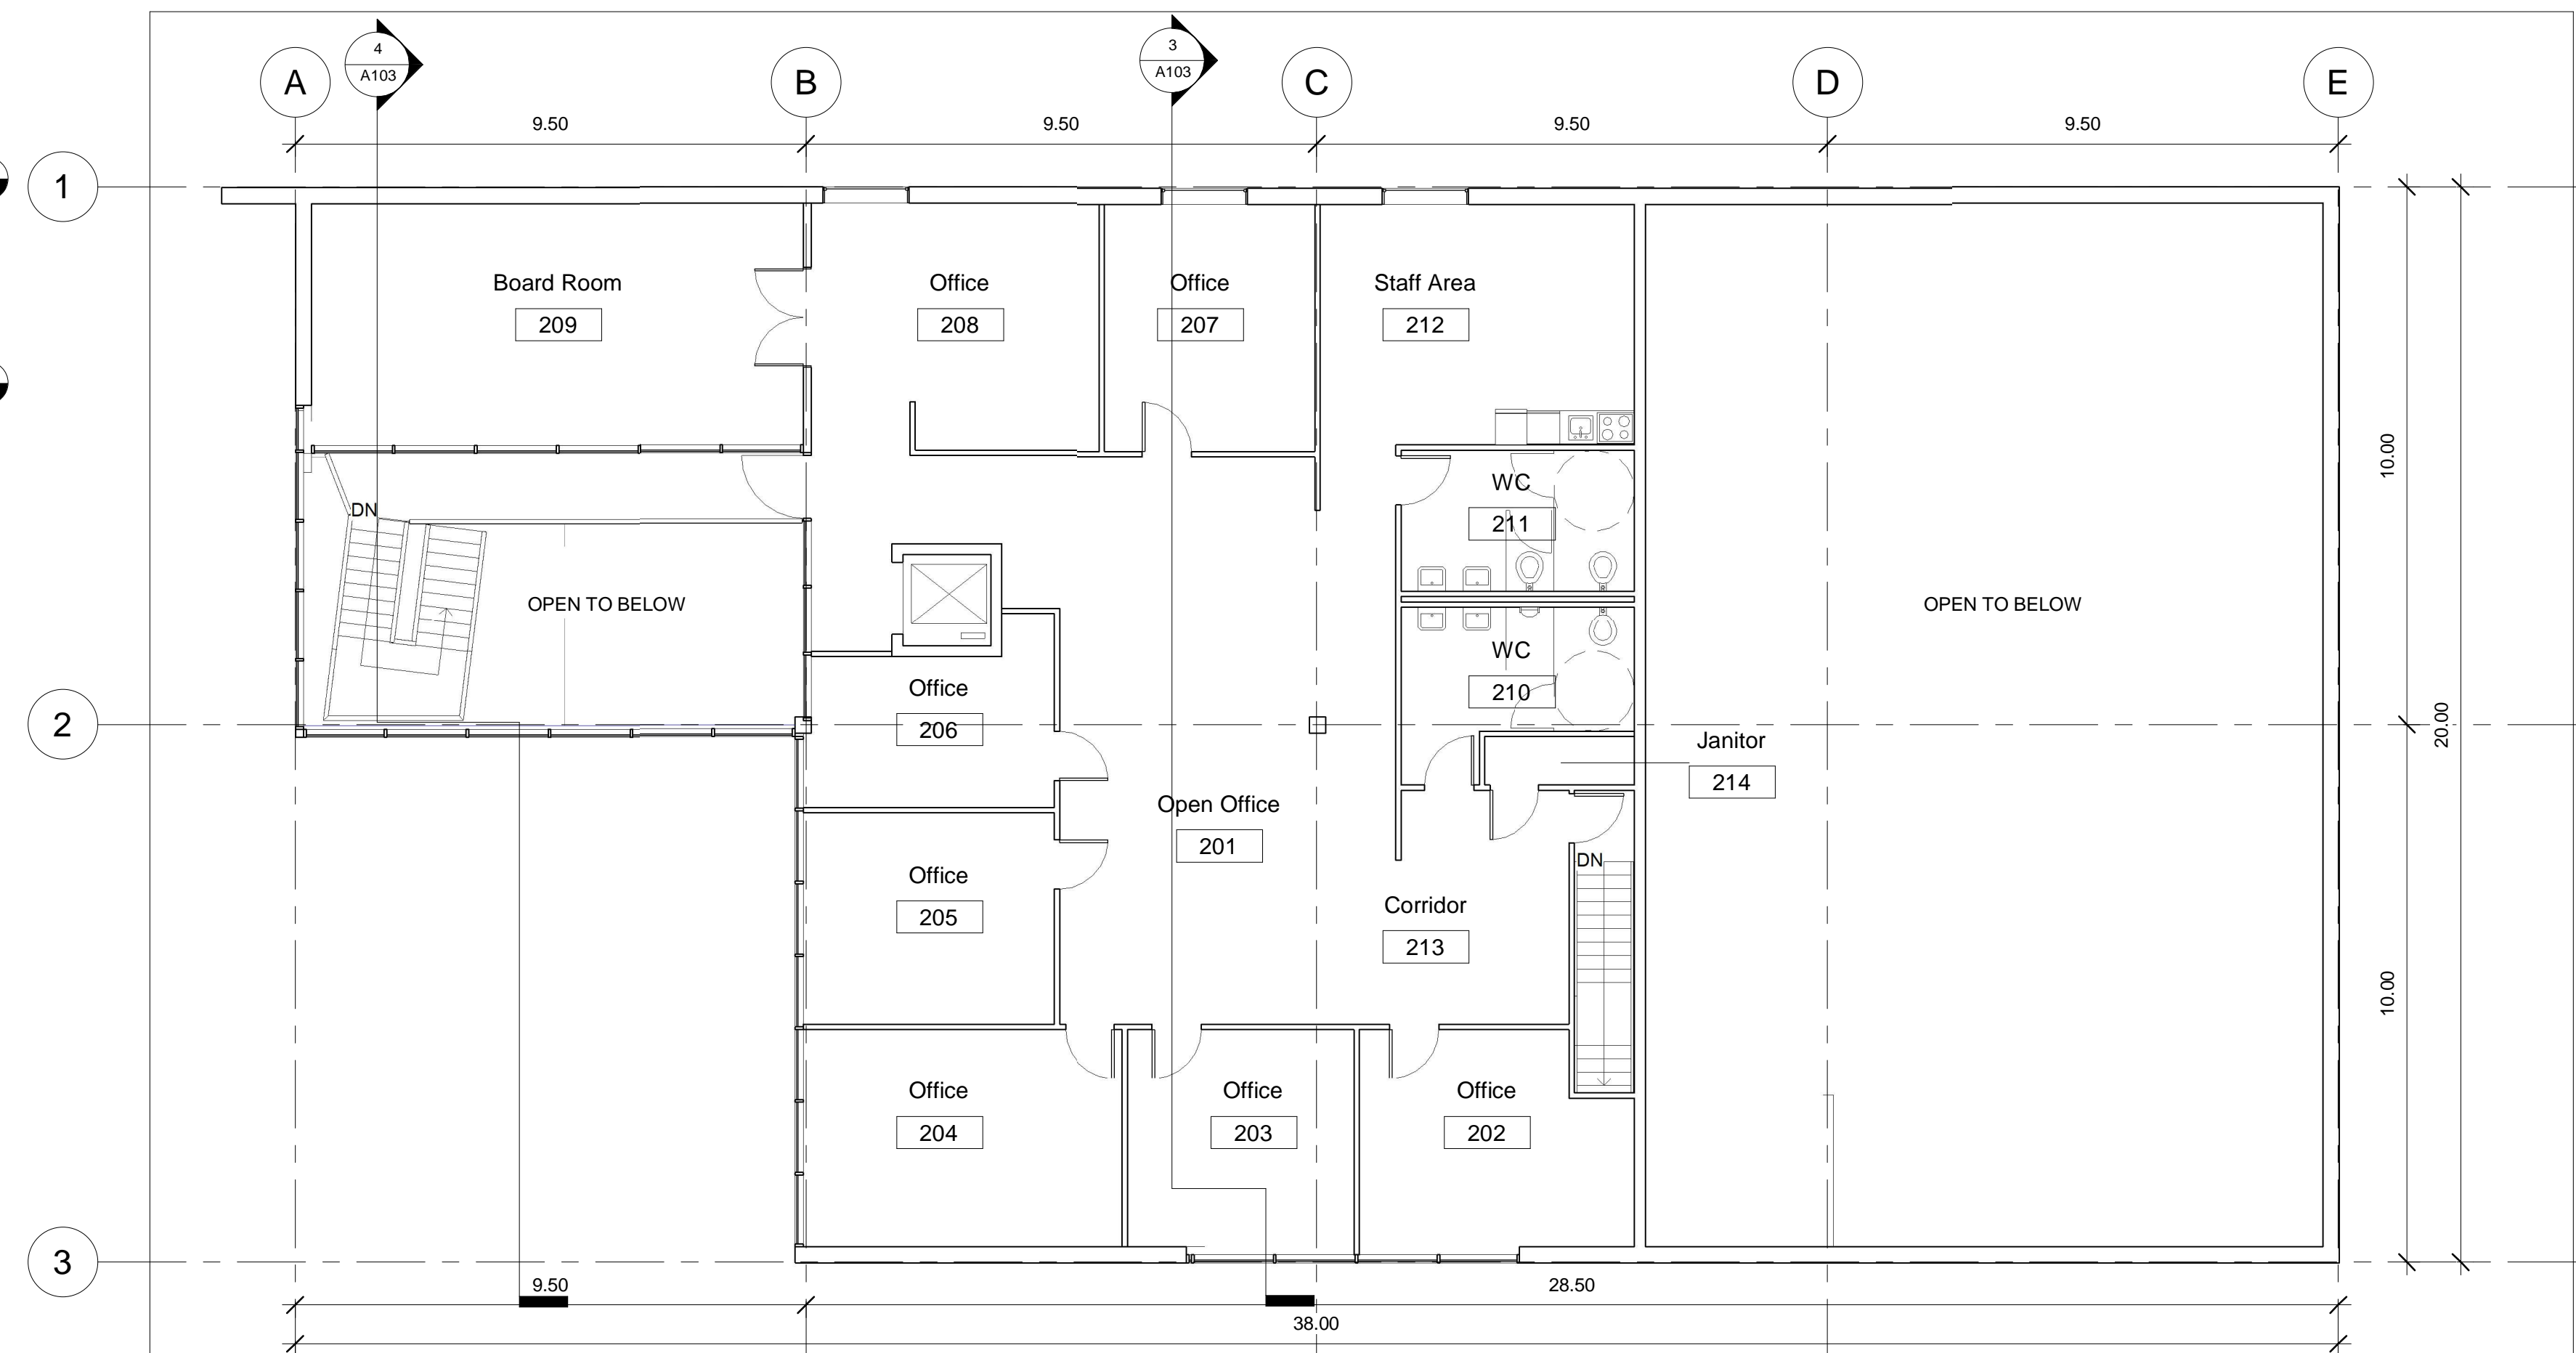 4
A103
3
A103
A
B
C
D
E
9.50
9.50
9.50
9.50
1
Board Room
209
Office
208
Office
207
Staff Area
212
10.00
WC
211
DN
OPEN TO BELOW
OPEN TO BELOW
WC
210
Office
206
2
20.00
Janitor
214
Open Office
201
DN
Office
205
Corridor
213
10.00
Office
204
Office
203
Office
202
3
9.50
28.50
38.00